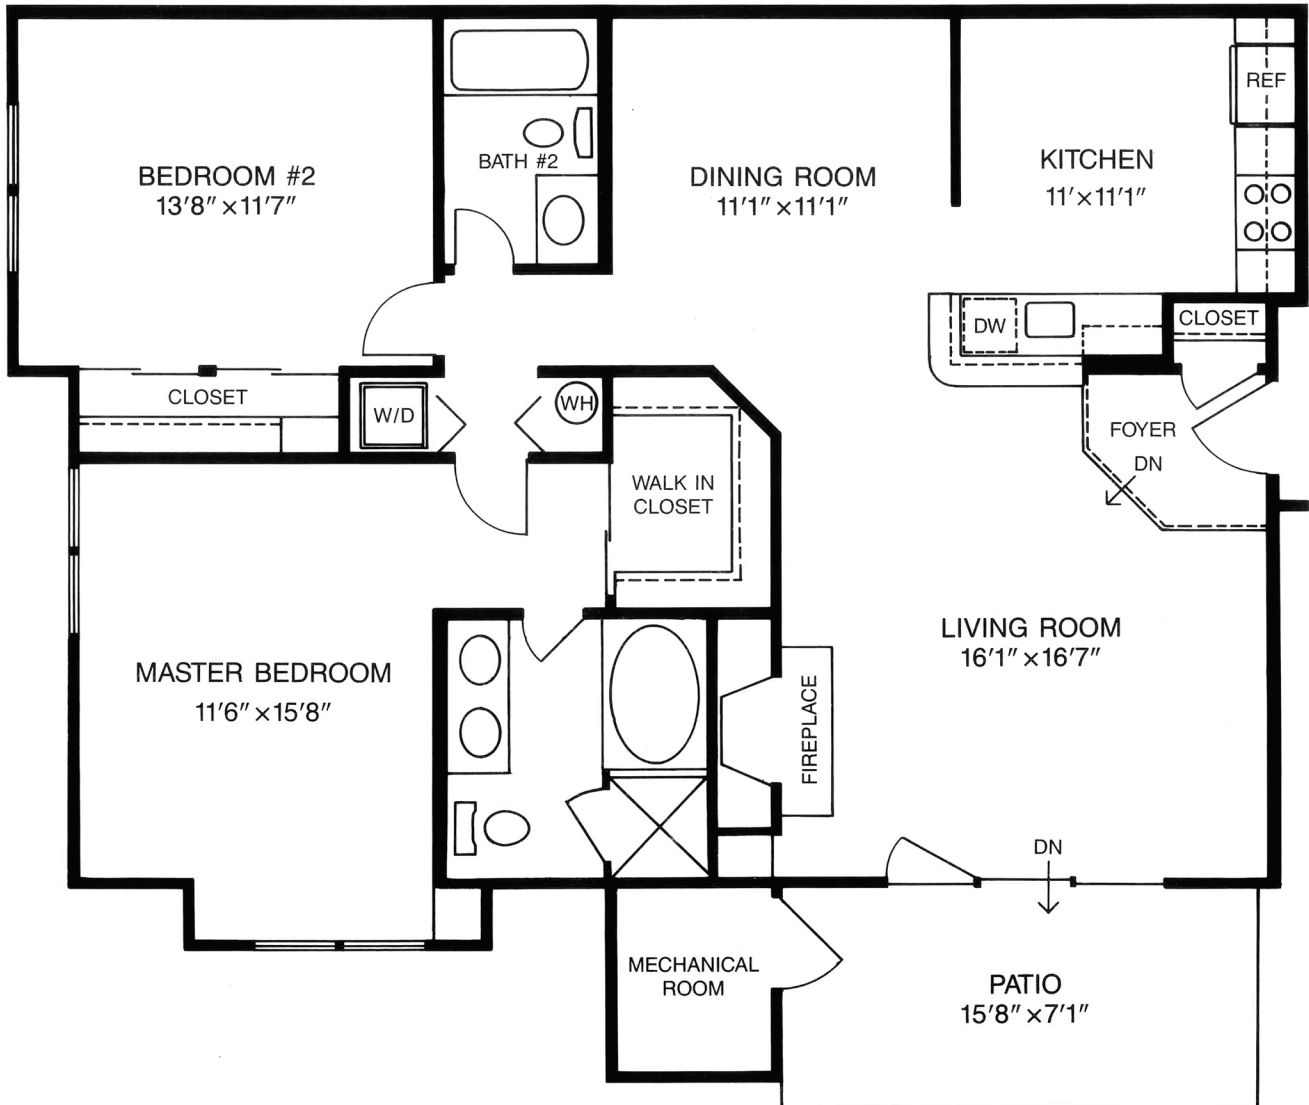 BEDROOM #2
13'8" ×11'7"
BATH #2
DINING ROOM
11'1" ×11'1"
KITCHEN
11'×11'1"
REF
DW
CLOSET
CLOSET
W/D
WH
FOYER
DN
WALK IN
CLOSET
MASTER BEDROOM
11'6" ×15'8"
LIVING ROOM
16'1" ×16'7"
FIREPLACE
DN
MECHANICAL
ROOM
PATIO
15'8" ×7'1"